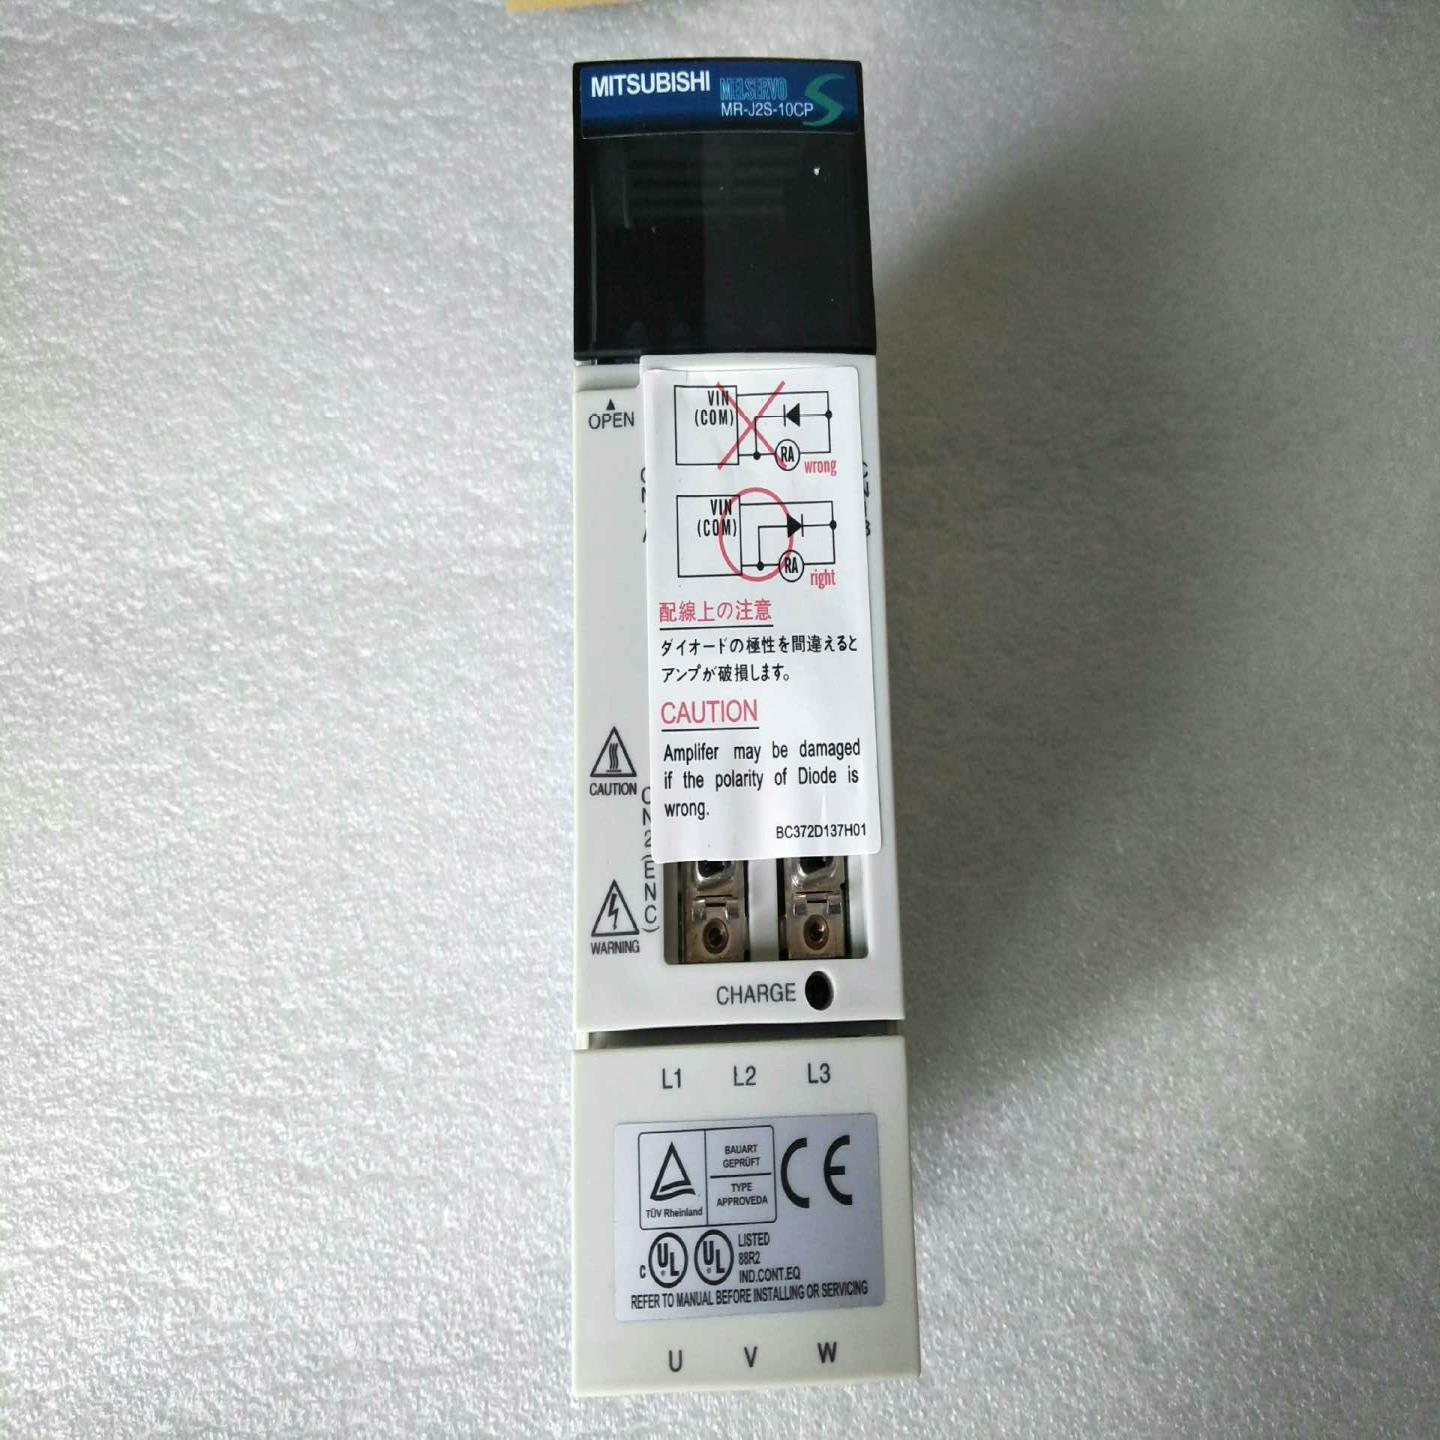 MITSUBISHI
MELSERVO
MR-J2S-10CP
OPEN
VIN
(COM)
RA
wrong
VIN
(COM)
RA
right
配線上の注意
ダイオードの極性を間違えると
アンプが破損します。
CAUTION
Amplifer may be damaged
if the polarity of Diode is
wrong.
BC372D137H01
CAUTION
CN2(ENC)
WARNING
CHARGE
L1 L2 L3
BAUART
GEPRÜFT
TYPE
APPROVEDA
TÜV Rheinland
CE
C UL UL LISTED
88R2
IND.CONT.EQ
REFER TO MANUAL BEFORE INSTALLING OR SERVICING
U V W